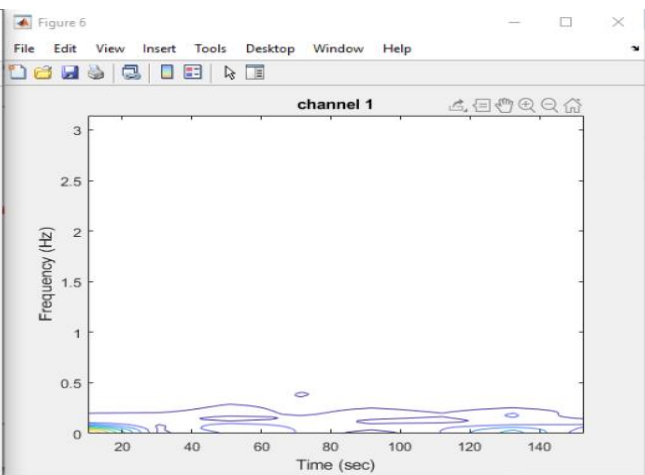 Figure 6
File Edit View Insert Tools Desktop Window Help
channel 1
3
2.5
2
1.5
1
0.5
0
Frequency (Hz)
20 40 60 80 100 120 140
Time (sec)